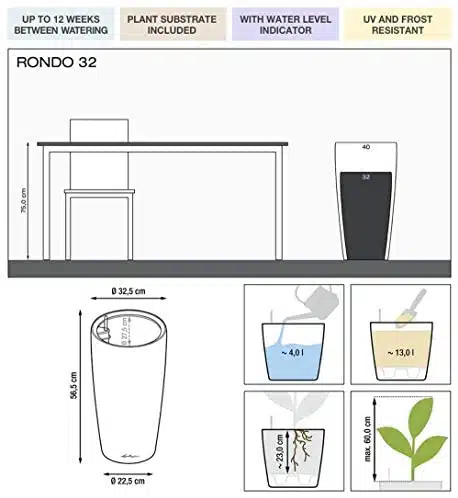 UP TO 12 WEEKS
BETWEEN WATERING
PLANT SUBSTRATE
INCLUDED
WITH WATER LEVEL
INDICATOR
UV AND FROST
RESISTANT
RONDO 32
40
32
75,0 cm
Ø 32,5 cm
Ø 27,5 cm
56,5 cm
Ø 22,5 cm
~ 4,0 l
~ 13,0 l
~ 23,0 cm
max. 60,0 cm